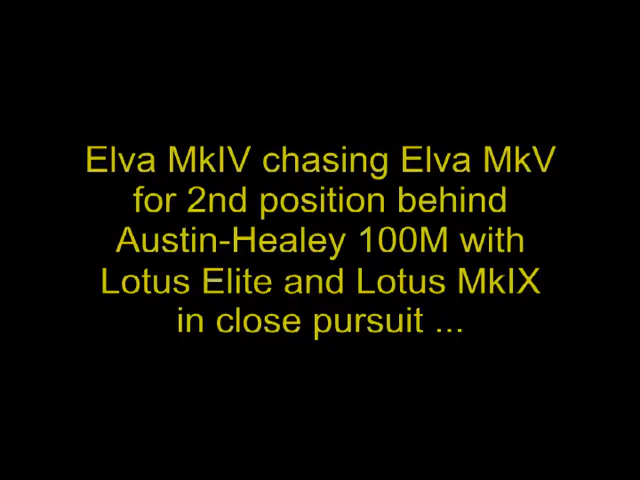 Elva MkIV chasing Elva MkV
for 2nd position behind
Austin-Healey 100M with
Lotus Elite and Lotus MkIX
in close pursuit ...